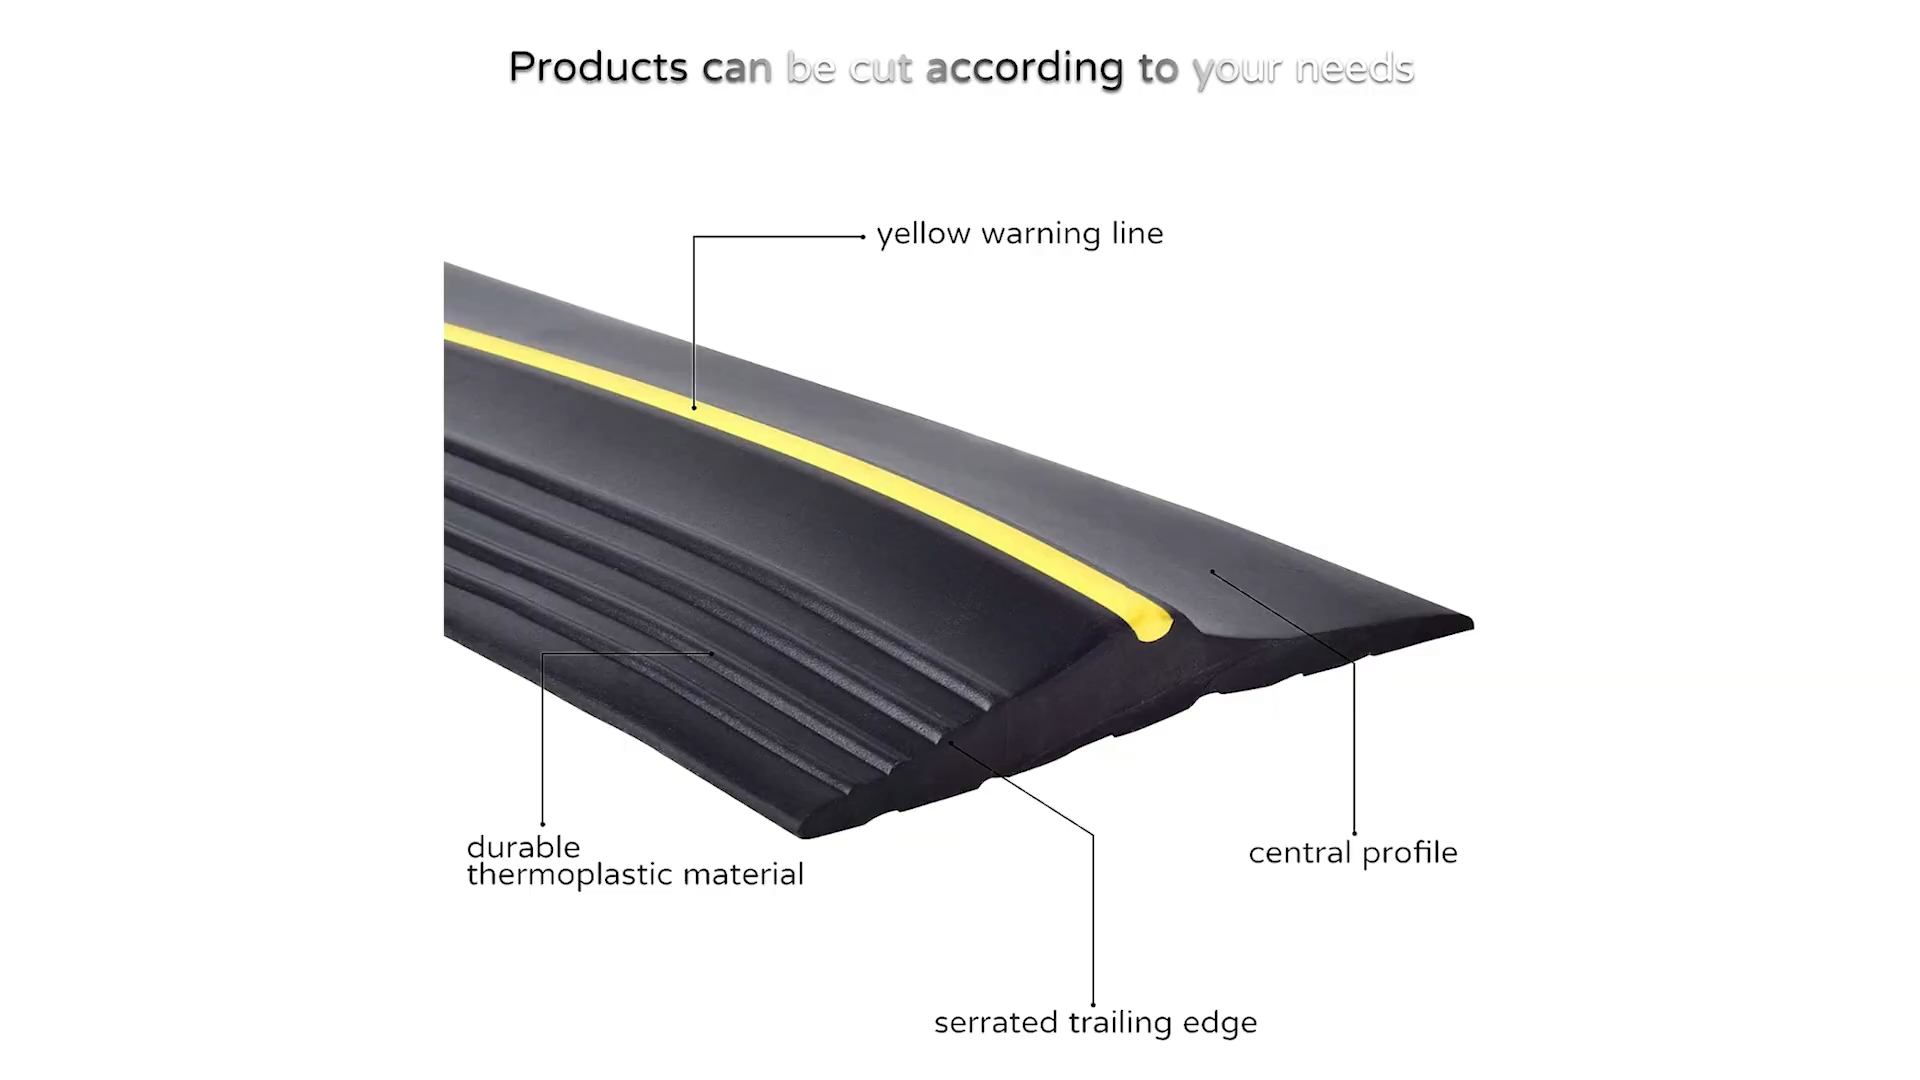 Products can be cut according to your needs
yellow warning line
durable
thermoplastic material
central profile
serrated trailing edge